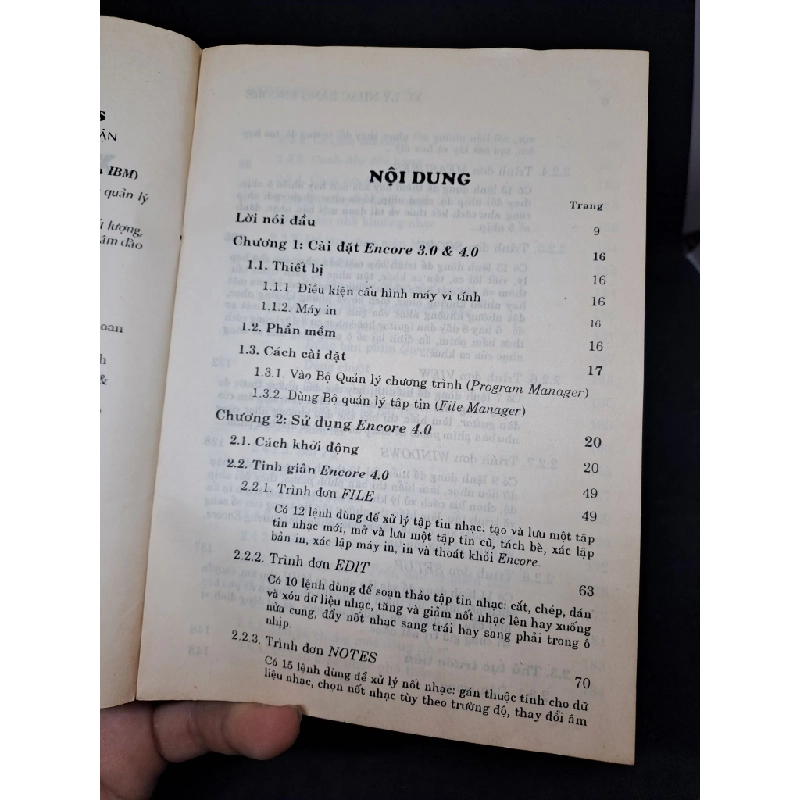 S
ẬN
IBM)
quản lý
lượng,
đào
oan
h
&
NỘI DUNG
Trang
Lời nói đầu 9
Chương 1: Cài đặt Encore 3.0 & 4.0 16
1.1. Thiết bị 16
1.1.1 Điều kiện cấu hình máy vi tính 16
1.1.2. Máy in 16
1.2. Phần mềm 16
1.3. Cách cài đặt 17
1.3.1. Vào Bộ Quản lý chương trình (Program Manager)
1.3.2. Dùng Bộ quản lý tập tin (File Manager)
Chương 2: Sử dụng Encore 4.0 20
2.1. Cách khởi động 20
2.2. Tinh giản Encore 4.0 49
2.2.1. Trình đơn FILE 49
Có 12 lệnh dùng để xử lý tập tin nhạc: tạo và lưu một tập
tin nhạc mới, mở và lưu một tập tin cũ, tách bè, xác lập
bản in, xác lập máy in, in và thoát khỏi Encore.
2.2.2. Trình đơn EDIT 63
Có 10 lệnh dùng để soạn thảo tập tin nhạc: cắt, chép, dán
và xóa dữ liệu nhạc, tăng và giảm nốt nhạc lên hay xuống
nửa cung, đẩy nốt nhạc sang trái hay sang phải trong ô
nhịp.
2.2.3. Trình đơn NOTES 70
Có 15 lệnh dùng để xử lý nốt nhạc: gán thuộc tính cho dữ
liệu nhạc, chọn nốt nhạc tùy theo trường độ, thay đổi âm